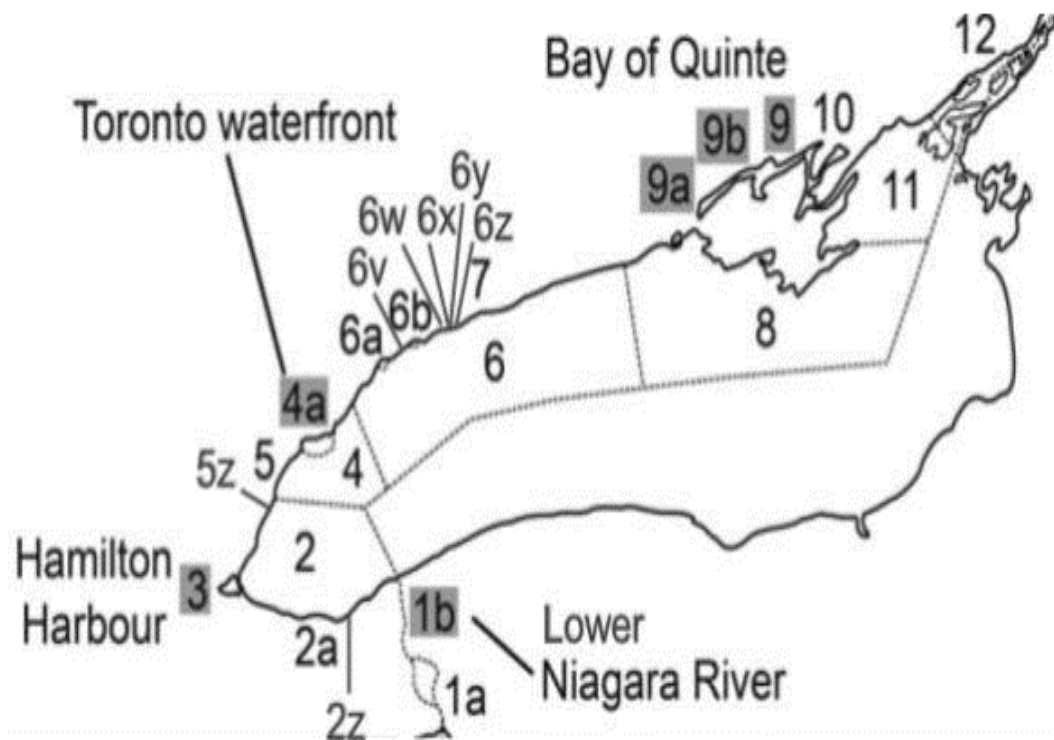 12
Bay of Quinte
Toronto waterfront
9b 9 10
9a
11
6y
6w 6x 6z
6v 7
6a 6b
6
8
4a
5 4
5z
2
Hamilton
Harbour
3
1b
Lower
Niagara River
2a
1a
2z